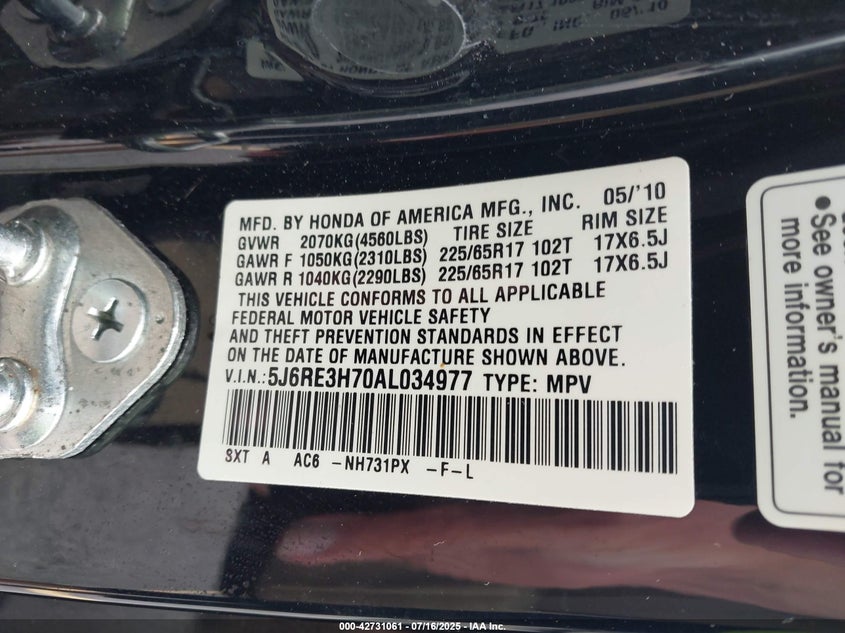 MFD. BY HONDA OF AMERICA MFG., INC. 05/'10
GVWR 2070KG(4560LBS) TIRE SIZE RIM SIZE
GAWR F 1050KG(2310LBS) 225/65R17 102T 17X6.5J
GAWR R 1040KG(2290LBS) 225/65R17 102T 17X6.5J
THIS VEHICLE CONFORMS TO ALL APPLICABLE
FEDERAL MOTOR VEHICLE SAFETY
AND THEFT PREVENTION STANDARDS IN EFFECT
ON THE DATE OF MANUFACTURE SHOWN ABOVE.
V.I.N.: 5J6RE3H70AL034977 TYPE: MPV
SXT A AC6 -NH731PX -F-L
●See owner's manual for
more information.
000-42731061 - 07/16/2025 - IAA Inc.